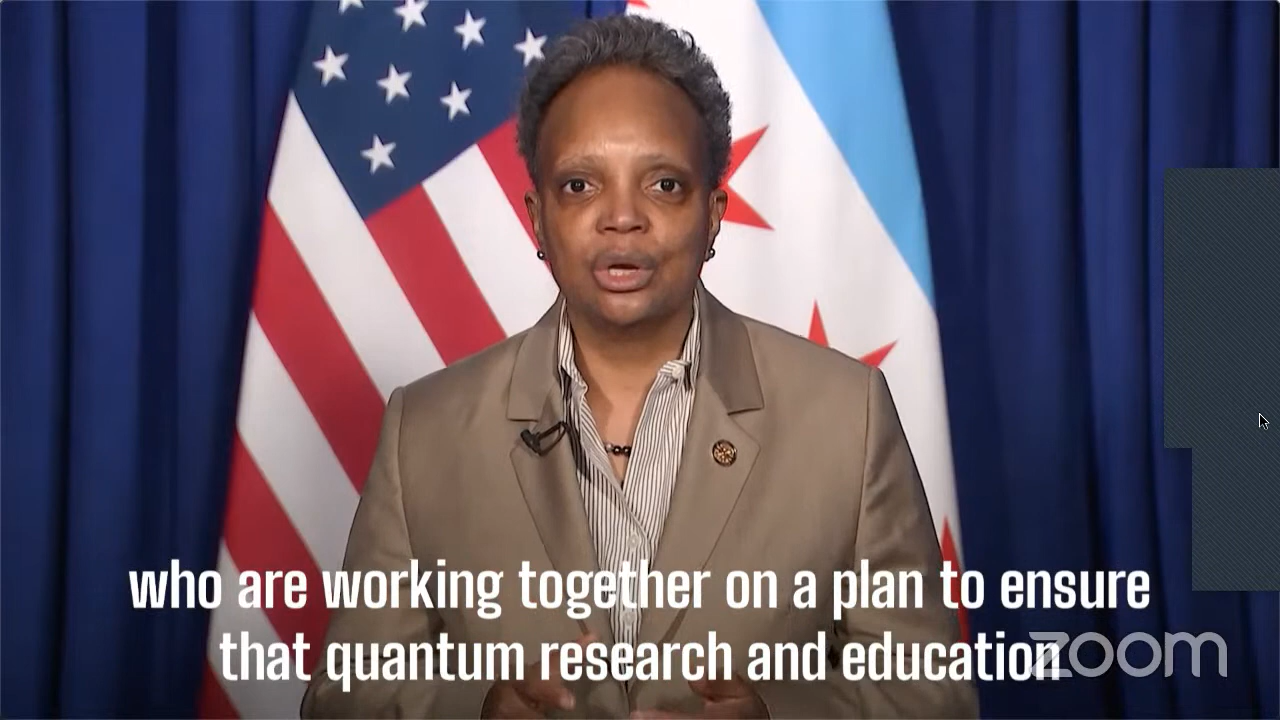 who are working together on a plan to ensure
that quantum research and education
zoom